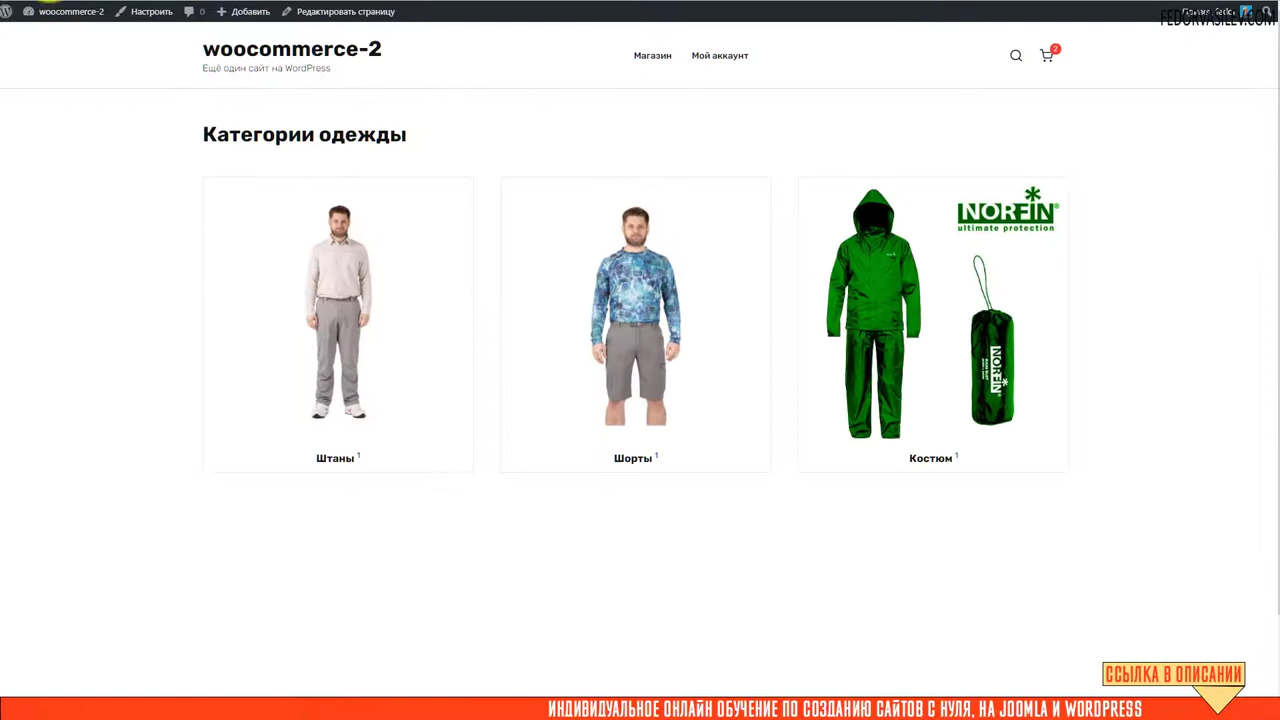 woocommerce-2 Настроить 0 Добавить Редактировать страницу
FEDORVASILEV.COM
woocommerce-2
Ещё один сайт на WordPress
Магазин Мой аккаунт
2
Категории одежды
NORFIN®
ultimate protection
NORFIN
Штаны 1
Шорты 1
Костюм 1
ССЫЛКА В ОПИСАНИИ
ИНДИВИДУАЛЬНОЕ ОНЛАЙН ОБУЧЕНИЕ ПО СОЗДАНИЮ САЙТОВ С НУЛЯ, НА JOOMLA И WORDPRESS